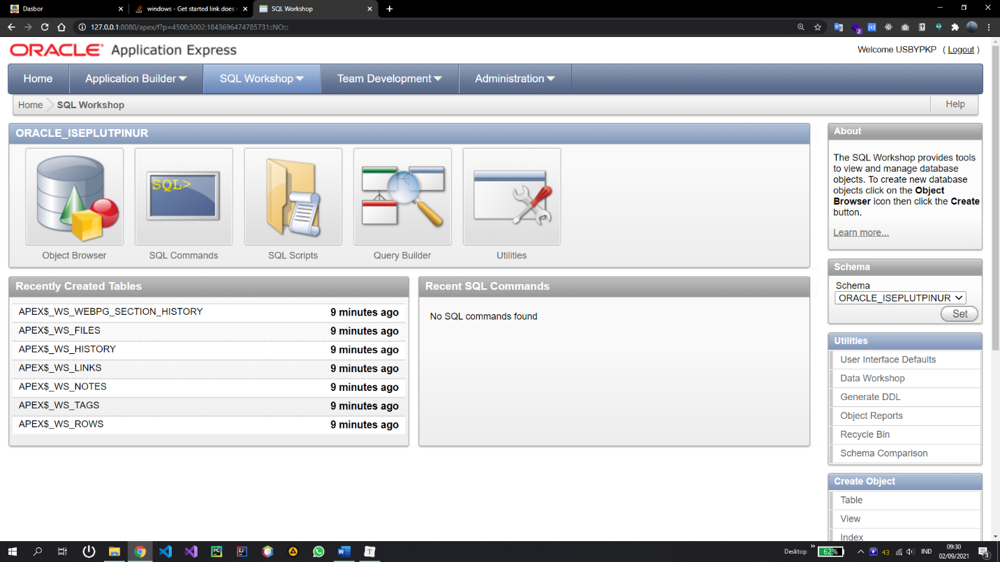 Dasbor
windows - Get started link does
SQL Workshop
127.0.0.1:8080/apex/f?p=4500:3002:1843696474785731::NO:::
2
ORACLE Application Express
Welcome USBYPKP ( Logout )
Home
Application Builder
SQL Workshop
Team Development
Administration
Home
SQL Workshop
Help
ORACLE_ISEPLUTPINUR
SQL>
Object Browser
SQL Commands
SQL Scripts
Query Builder
Utilities
Recently Created Tables
APEX$_WS_WEBPG_SECTION_HISTORY 9 minutes ago
APEX$_WS_FILES 9 minutes ago
APEX$_WS_HISTORY 9 minutes ago
APEX$_WS_LINKS 9 minutes ago
APEX$_WS_NOTES 9 minutes ago
APEX$_WS_TAGS 9 minutes ago
APEX$_WS_ROWS 9 minutes ago
Recent SQL Commands
No SQL commands found
About
The SQL Workshop provides tools
to view and manage database
objects. To create new database
objects click on the Object
Browser icon then click the Create
button.
Learn more...
Schema
Schema
ORACLE_ISEPLUTPINUR
Set
Utilities
User Interface Defaults
Data Workshop
Generate DDL
Object Reports
Recycle Bin
Schema Comparison
Create Object
Table
View
Index
PC
T
Desktop
62%
43
IND
09:30
02/09/2021
3